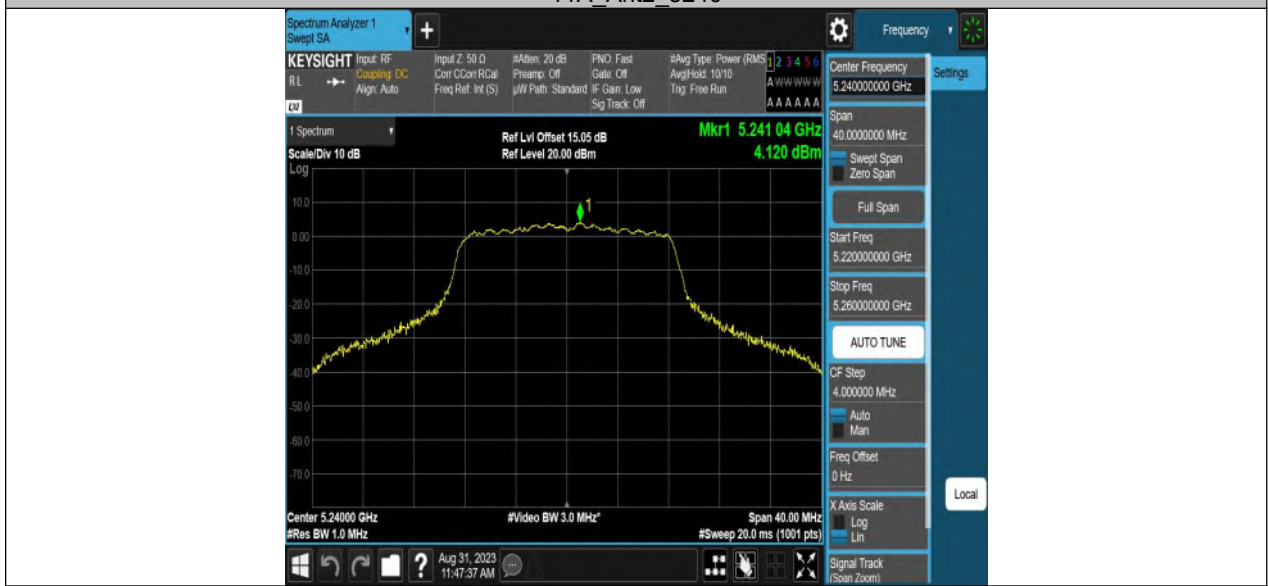 Spectrum Analyzer 1
Swept SA
+
Frequency
KEYSIGHT
RL
LXI
Input: RF
Coupling: DC
Align: Auto
Input Z: 50 Ω
Corr CCorr RCal
Freq Ref: Int (S)
#Atten: 20 dB
Preamp: Off
µW Path: Standard
PNO: Fast
Gate: Off
IF Gain: Low
Sig Track: Off
#Avg Type: Power (RMS
Avg|Hold: 10/10
Trig: Free Run
1 2 3 4 5 6
A W W W W W
A A A A A A
1 Spectrum
Scale/Div 10 dB
Ref Lvl Offset 15.05 dB
Ref Level 20.00 dBm
Mkr1 5.241 04 GHz
4.120 dBm
Log
10.0
0.00
-10.0
-20.0
-30.0
-40.0
-50.0
-60.0
-70.0
1
Center 5.24000 GHz
#Res BW 1.0 MHz
#Video BW 3.0 MHz*
Span 40.00 MHz
#Sweep 20.0 ms (1001 pts)
?
Aug 31, 2023
11:47:37 AM
Center Frequency
5.240000000 GHz
Settings
Span
40.0000000 MHz
Swept Span
Zero Span
Full Span
Start Freq
5.220000000 GHz
Stop Freq
5.260000000 GHz
AUTO TUNE
CF Step
4.000000 MHz
Auto
Man
Freq Offset
0 Hz
X Axis Scale
Log
Lin
Local
Signal Track
(Span Zoom)